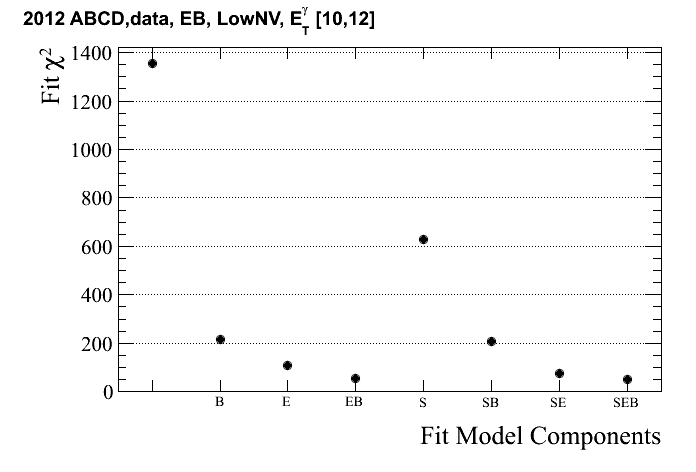 2012 ABCD,data, EB, LowNV, E_T^γ [10,12]
Fit χ²
1400
1200
1000
800
600
400
200
0
B E EB S SB SE SEB
Fit Model Components